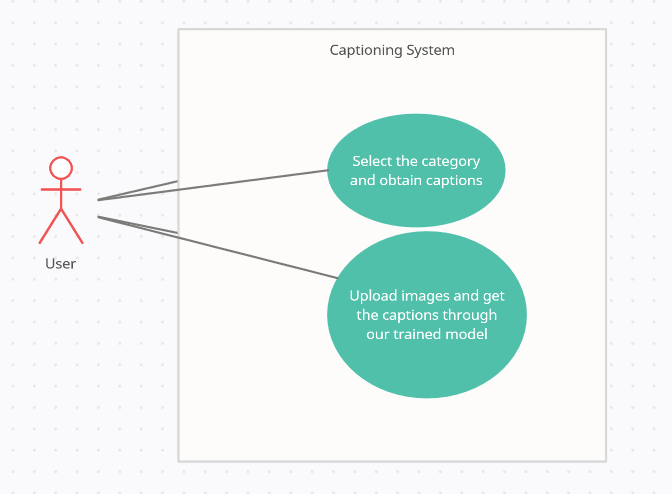 Captioning System
Select the category
and obtain captions
User
Upload images and get
the captions through
our trained model